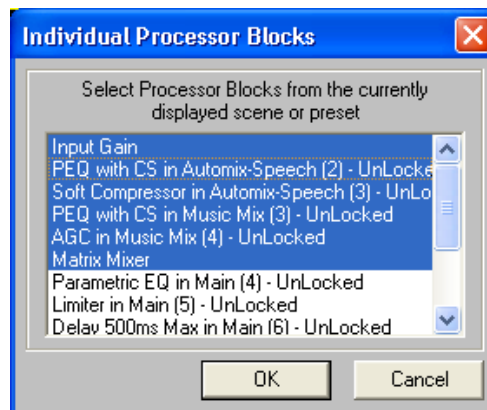 Individual Processor Blocks
Select Processor Blocks from the currently
displayed scene or preset
Input Gain
PEQ with CS in Automix-Speech (2) - UnLocke
Soft Compressor in Automix-Speech (3) - UnLo
PEQ with CS in Music Mix (3) - UnLocked
AGC in Music Mix (4) - UnLocked
Matrix Mixer
Parametric EQ in Main (4) - UnLocked
Limiter in Main (5) - UnLocked
Delay 500ms Max in Main (6) - UnLocked
OK
Cancel